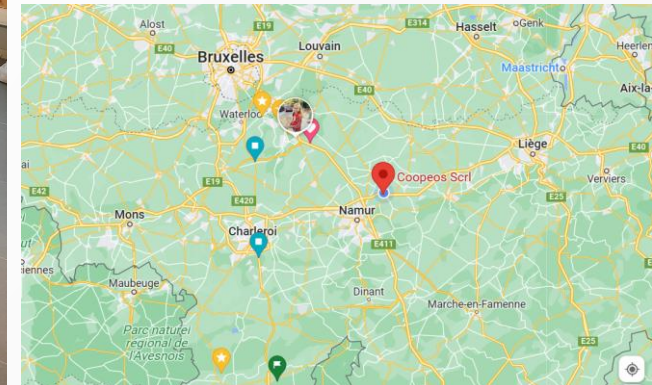 Alost
E40
Bruxelles
Louvain
E314
Hasselt
Genk
Maastricht
Heerlen
Aix-la-
Waterloo
E40
E19
Liège
E40
Verviers
Coopeos Scrl
ai
E42
E19
E420
Namur
E25
Mons
Charleroi
E411
Maubeuge
Dinant
Marche-en-Famenne
Parc naturel
régional de
l'Avesnois
E25